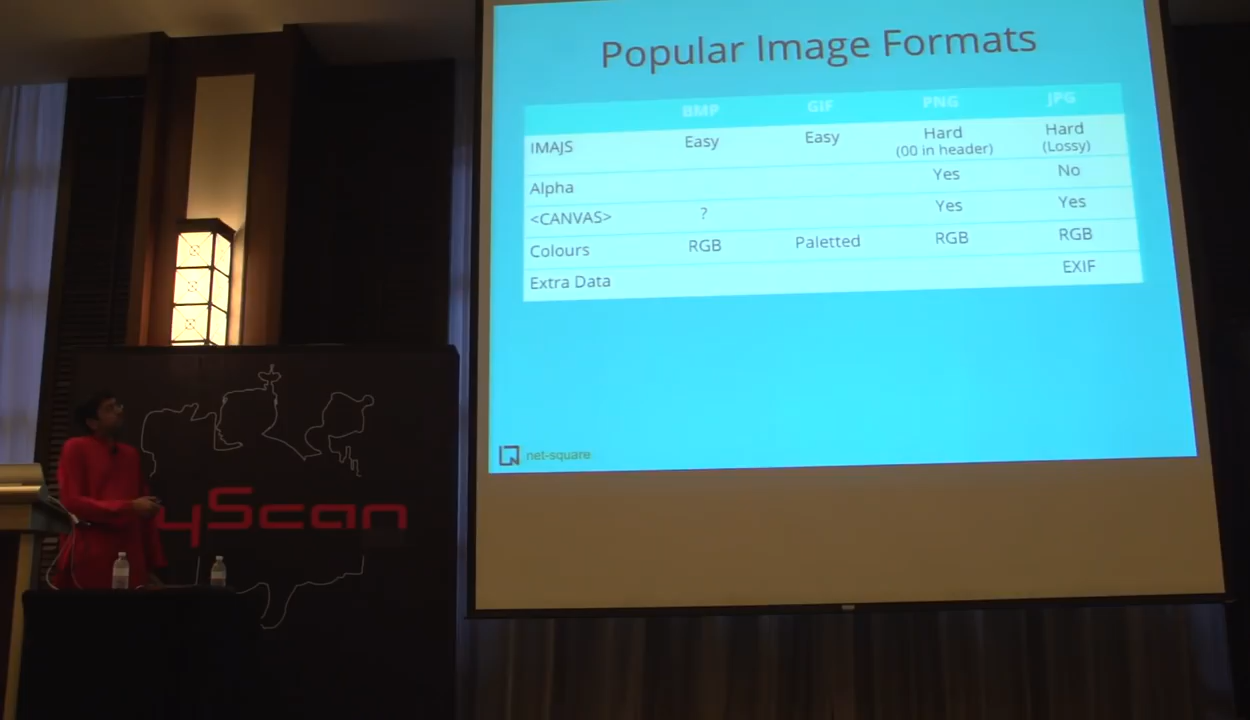 Popular Image Formats
BMP GIF PNG JPG
IMAJS Easy Easy Hard (00 in header) Hard (Lossy)
Alpha Yes No
<CANVAS> ? Yes Yes
Colours RGB Paletted RGB RGB
Extra Data EXIF
net-square
yScan